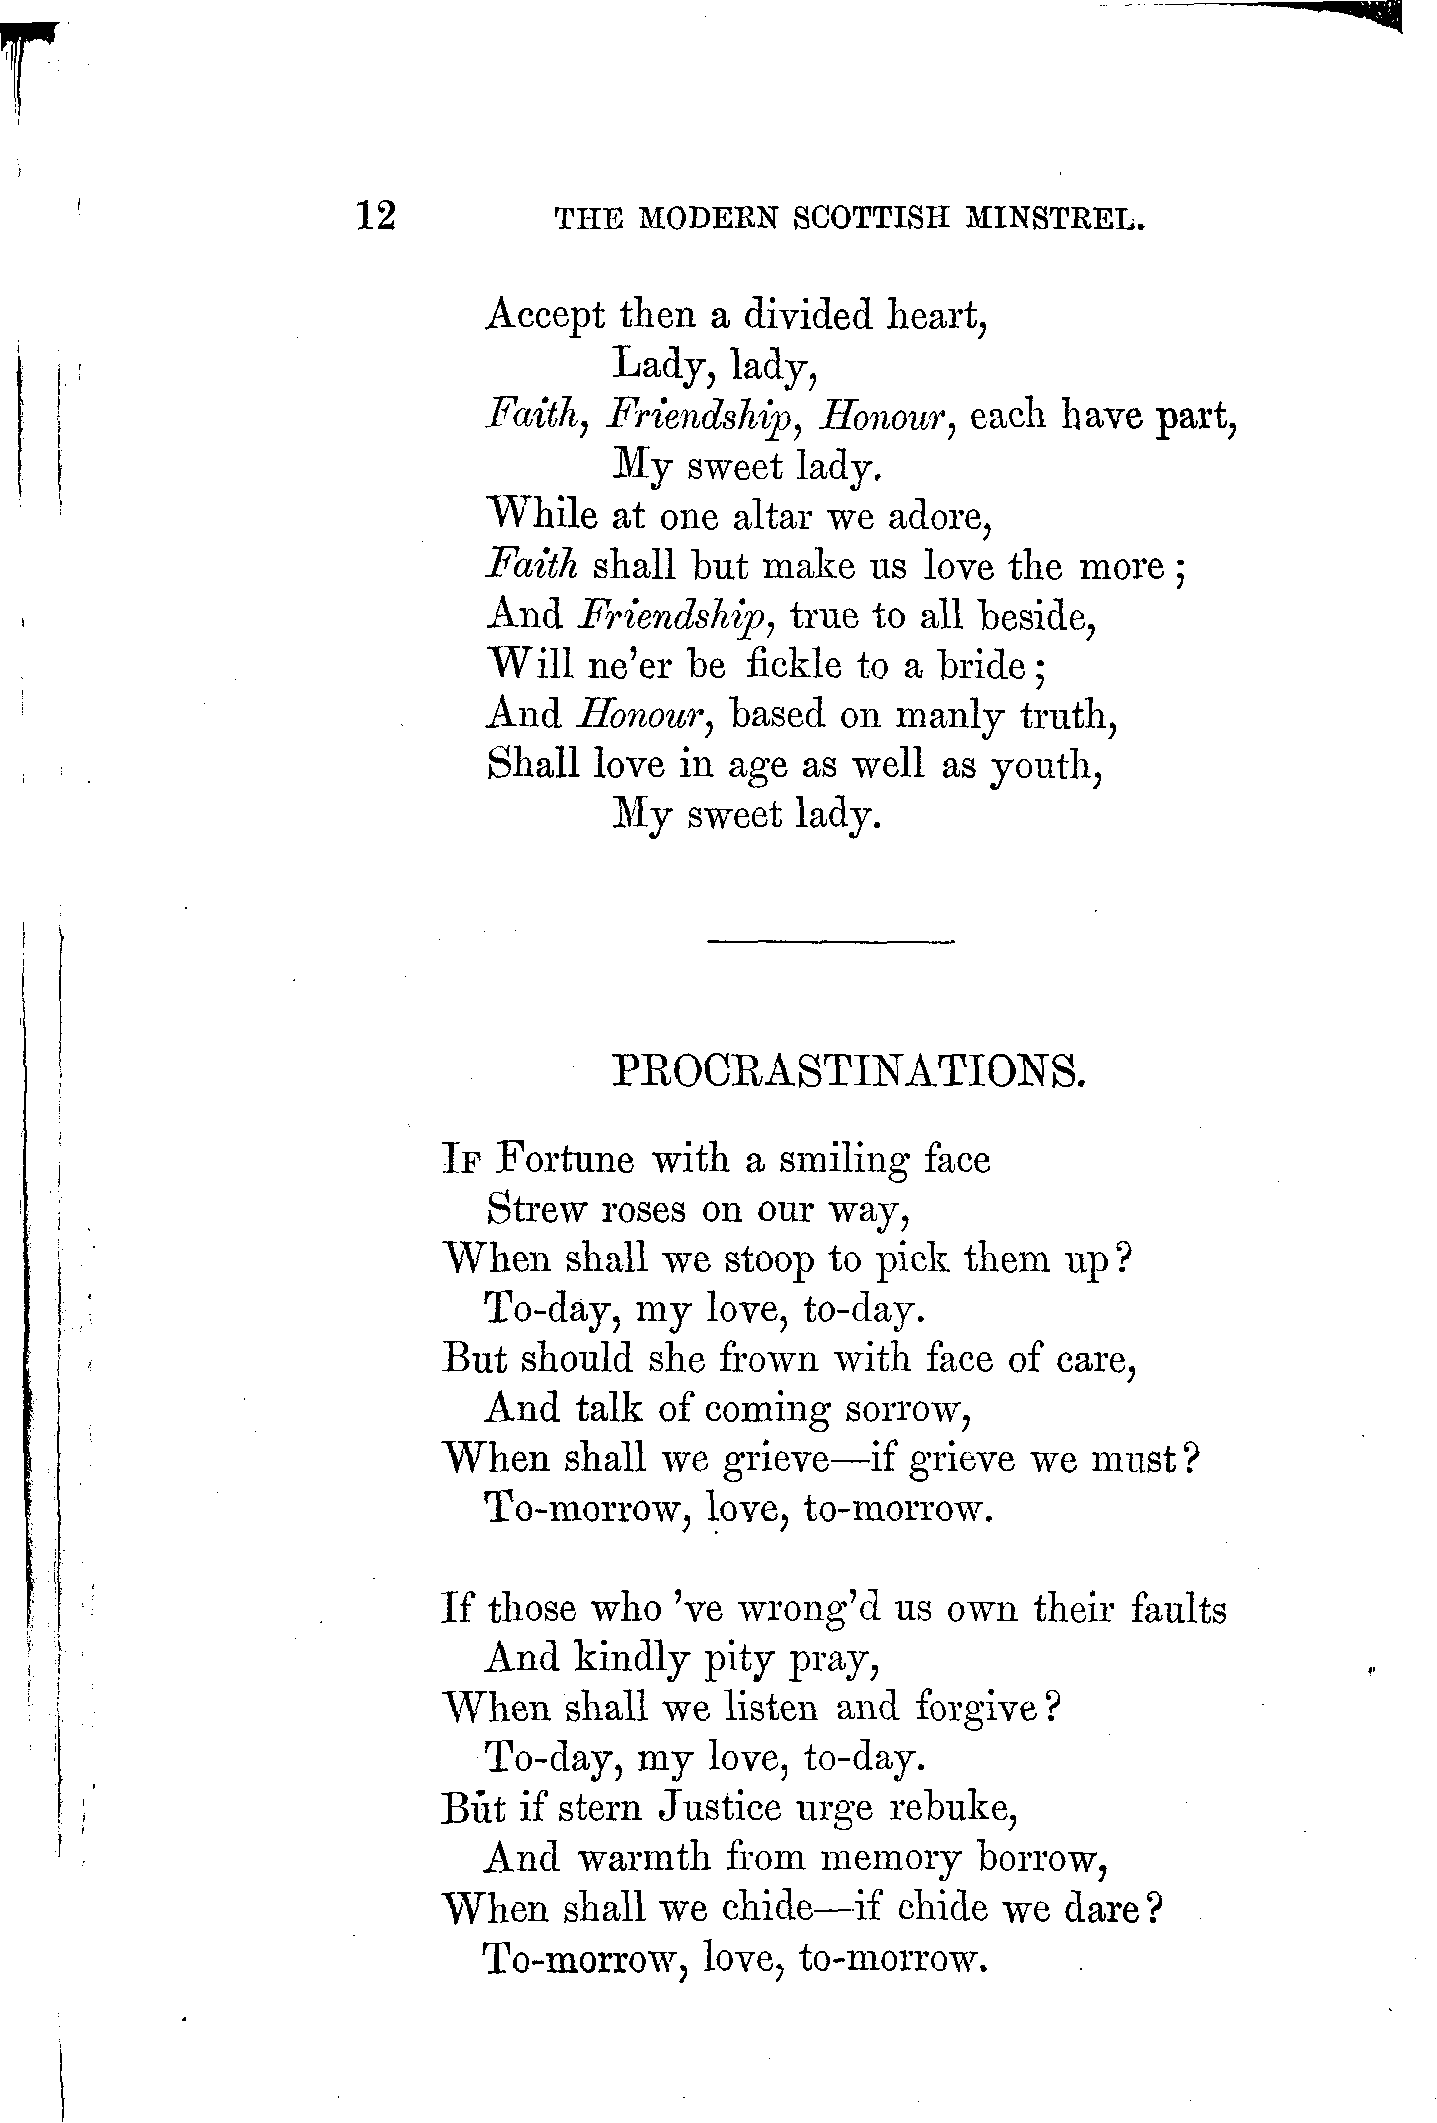 12 THE MODERN SCOTTISH MINSTREL.
Accept then a divided heart,
Lady, lady,
Faith, Friendship, Honour, each have part,
My sweet lady.
While at one altar we adore,
Faith shall but make us love the more;
And Friendship, true to all beside,
Will ne'er be fickle to a bride;
And Honour, based on manly truth,
Shall love in age as well as youth,
My sweet lady.
PROCRASTINATIONS.
IF Fortune with a smiling face
Strew roses on our way,
When shall we stoop to pick them up?
To-day, my love, to-day.
But should she frown with face of care,
And talk of coming sorrow,
When shall we grieve—if grieve we must?
To-morrow, love, to-morrow.
If those who 've wrong'd us own their faults
And kindly pity pray,
When shall we listen and forgive?
To-day, my love, to-day.
But if stern Justice urge rebuke,
And warmth from memory borrow,
When shall we chide—if chide we dare?
To-morrow, love, to-morrow.